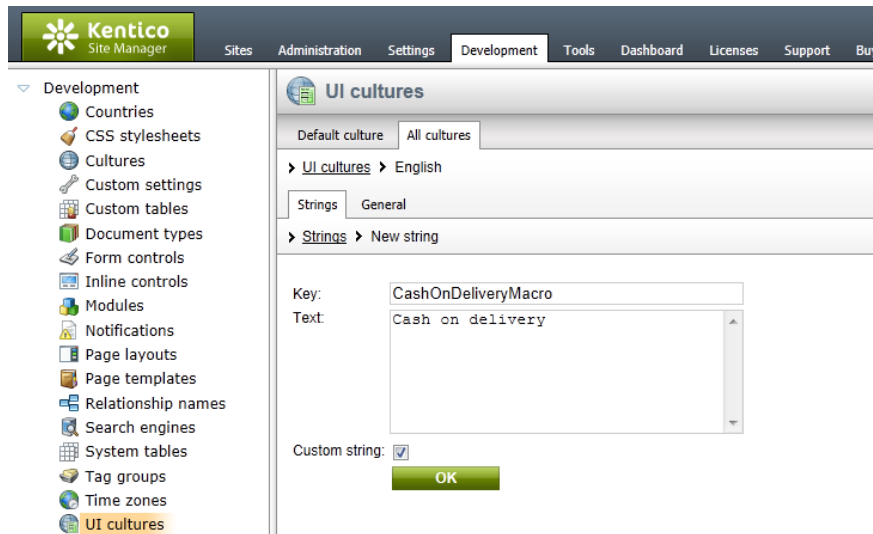 Kentico
Site Manager
Sites Administration Settings Development Tools Dashboard Licenses Support
Development
Countries
CSS stylesheets
Cultures
Custom settings
Custom tables
Document types
Form controls
Inline controls
Modules
Notifications
Page layouts
Page templates
Relationship names
Search engines
System tables
Tag groups
Time zones
UI cultures
UI cultures
Default culture All cultures
UI cultures English
Strings General
Strings New string
Key: CashOnDeliveryMacro
Text: Cash on delivery
Custom string:
OK